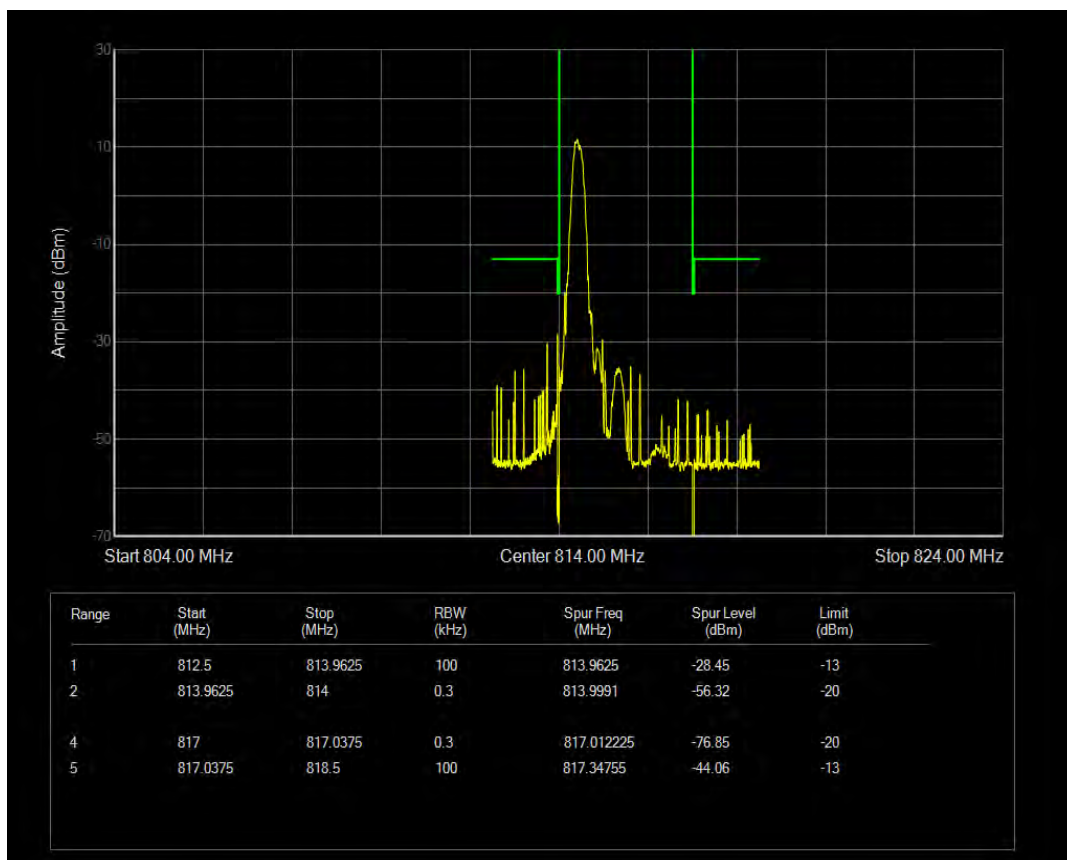 30
10
-10
-30
-50
-70
Amplitude (dBm)
Start 804.00 MHz Center 814.00 MHz Stop 824.00 MHz
Range Start (MHz) Stop (MHz) RBW (kHz) Spur Freq (MHz) Spur Level (dBm) Limit (dBm)
1 812.5 813.9625 100 813.9625 -28.45 -13
2 813.9625 814 0.3 813.9991 -56.32 -20
4 817 817.0375 0.3 817.012225 -76.85 -20
5 817.0375 818.5 100 817.34755 -44.06 -13